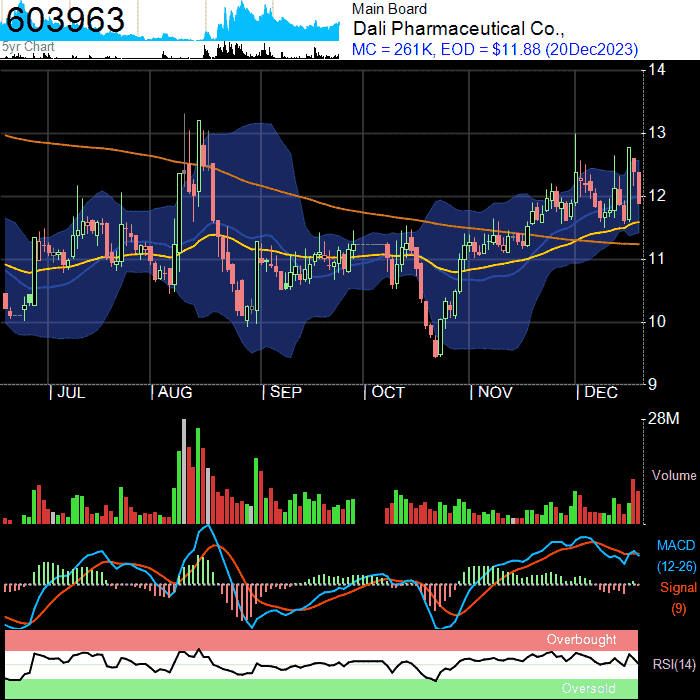 603963
5yr Chart
Main Board
Dali Pharmaceutical Co.,
MC = 261K, EOD = $11.88 (20Dec2023)
14
13
12
11
10
9
| JUL | AUG | SEP | OCT | NOV | DEC
28M
Volume
MACD
(12-26)
Signal
(9)
Overbought
RSI(14)
Oversold